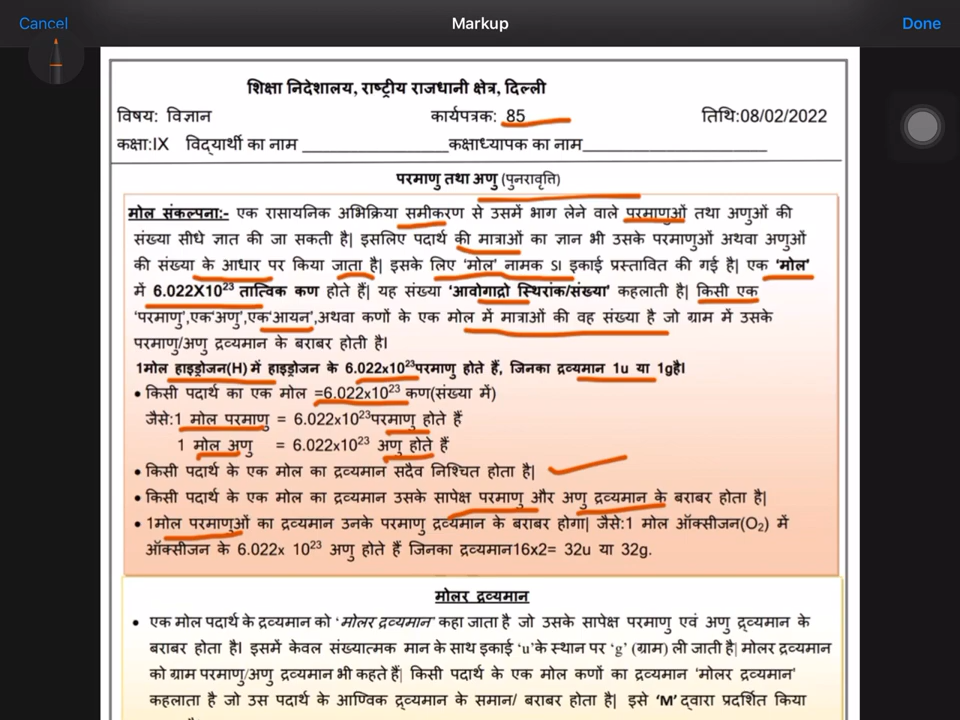 Cancel
Markup
Done
शिक्षा निदेशालय, राष्ट्रीय राजधानी क्षेत्र, दिल्ली
विषय: विज्ञान कार्यपत्रक: 85 तिथि:08/02/2022
कक्षा:IX विद्यार्थी का नाम ________________कक्षाध्यापक का नाम____________________
परमाणु तथा अणु (पुनरावृत्ति)
मोल संकल्पना:- एक रासायनिक अभिक्रिया समीकरण से उसमें भाग लेने वाले परमाणुओं तथा अणुओं की
संख्या सीधे ज्ञात की जा सकती है| इसलिए पदार्थ की मात्राओं का ज्ञान भी उसके परमाणुओं अथवा अणुओं
की संख्या के आधार पर किया जाता है| इसके लिए 'मोल' नामक SI इकाई प्रस्तावित की गई है| एक 'मोल'
में 6.022X10²³ तात्विक कण होते हैं| यह संख्या 'आवोगाद्रो स्थिरांक/संख्या' कहलाती है| किसी एक
'परमाणु',एक'अणु',एक'आयन',अथवा कणों के एक मोल में मात्राओं की वह संख्या है जो ग्राम में उसके
परमाणु/अणु द्रव्यमान के बराबर होती है।
1मोल हाइड्रोजन(H) में हाइड्रोजन के 6.022x10²³परमाणु होते हैं, जिनका द्रव्यमान 1u या 1gहै।
• किसी पदार्थ का एक मोल =6.022x10²³ कण(संख्या में)
जैसे:1 मोल परमाणु = 6.022x10²³परमाणु होते हैं
1 मोल अणु = 6.022x10²³ अणु होते हैं
• किसी पदार्थ के एक मोल का द्रव्यमान सदैव निश्चित होता है|
• किसी पदार्थ के एक मोल का द्रव्यमान उसके सापेक्ष परमाणु और अणु द्रव्यमान के बराबर होता है|
• 1मोल परमाणुओं का द्रव्यमान उनके परमाणु द्रव्यमान के बराबर होगा| जैसे:1 मोल ऑक्सीजन(O₂) में
ऑक्सीजन के 6.022x 10²³ अणु होते हैं जिनका द्रव्यमान16x2= 32u या 32g.
मोलर द्रव्यमान
• एक मोल पदार्थ के द्रव्यमान को 'मोलर द्रव्यमान' कहा जाता है जो उसके सापेक्ष परमाणु एवं अणु द्रव्यमान के
बराबर होता है। इसमें केवल संख्यात्मक मान के साथ इकाई 'u'के स्थान पर 'g' (ग्राम) ली जाती है| मोलर द्रव्यमान
को ग्राम परमाणु/अणु द्रव्यमान भी कहते हैं| किसी पदार्थ के एक मोल कणों का द्रव्यमान 'मोलर द्रव्यमान'
कहलाता है जो उस पदार्थ के आण्विक द्रव्यमान के समान/ बराबर होता है| इसे 'M' द्वारा प्रदर्शित किया